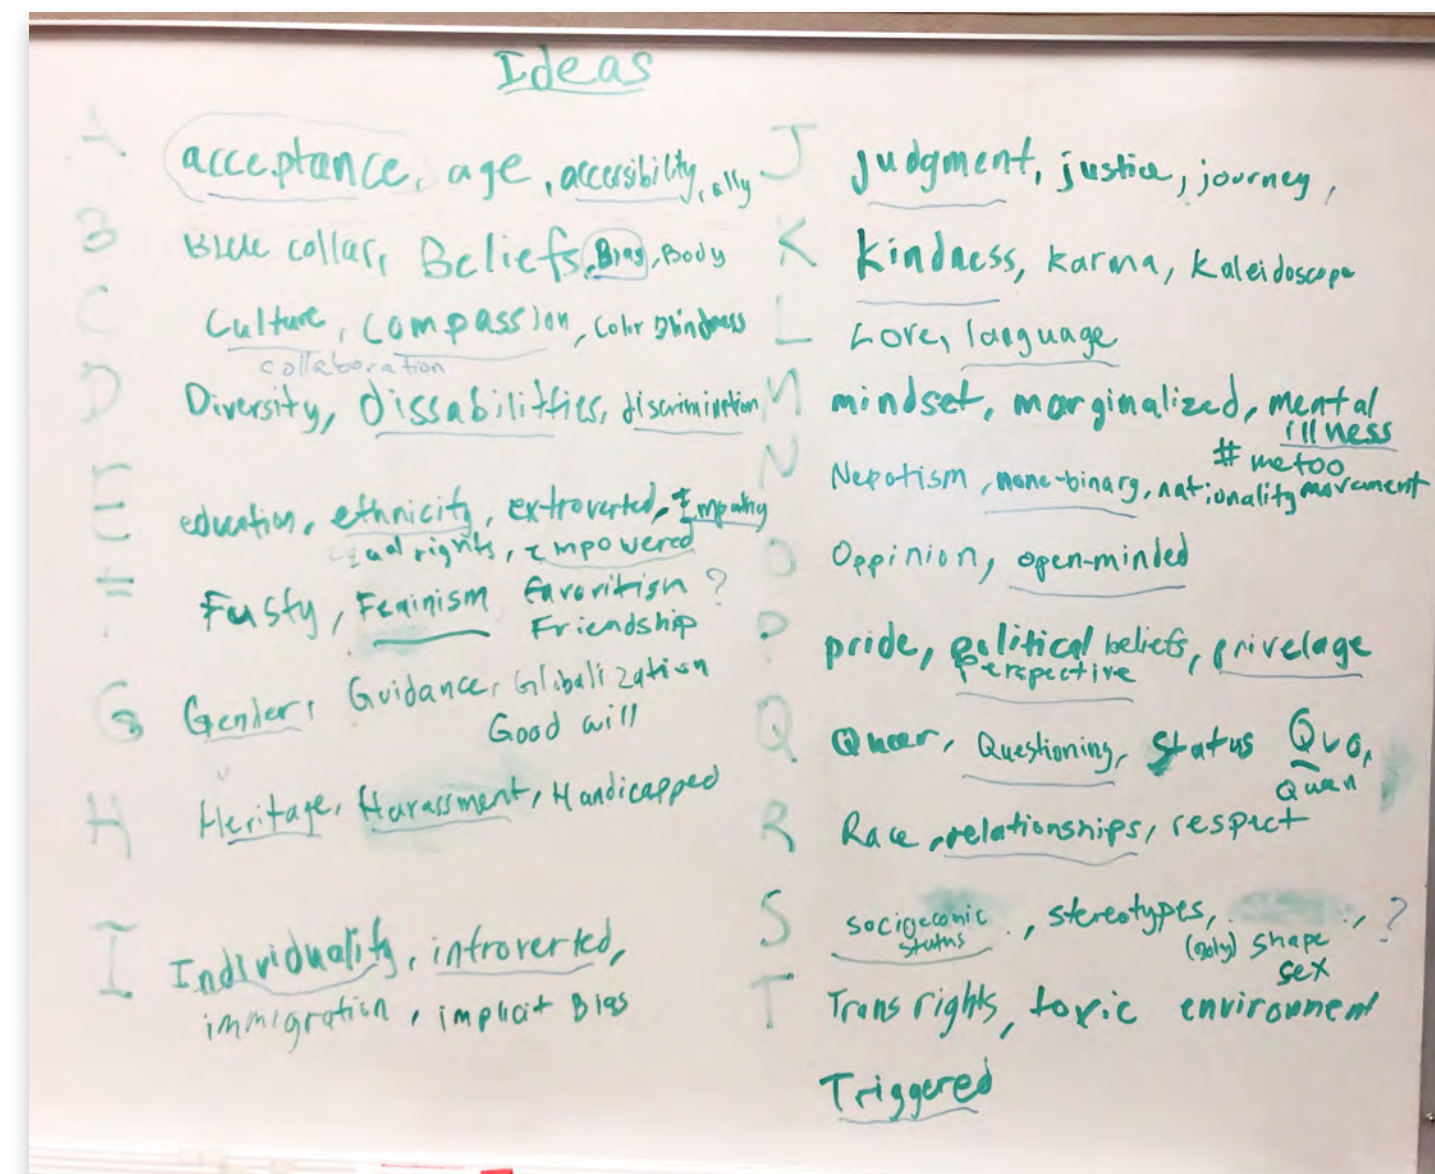 Ideas
A acceptance, age, accessibility, ally
B Blue collar, Beliefs, Bias, Body
C Culture, compassion, Color Blindness
collaboration
D Diversity, dissabilitties, discrimination
E education, ethnicity, extroverted, Empathy
equal rights, Empowered
F Fusty, Feminism favoritism ?
Friendship
G Gender, Guidance, Globalization
Good will
H Heritage, Harassment, Handicapped
I Individuality, introverted,
immigration, implicit Bias
J judgment, justice, journey,
K kindness, karma, kaleidoscope
L Love, language
M mindset, marginalized, mental
illness
# metoo
movement
N Nepotism, none-binary, nationality
O Oppinion, open-minded
P pride, political beliefs, privelage
perspective
Q Queer, Questioning, status Quo,
Queen
R Race, relationships, respect
S status
stereotypes, ?
shape
sex
T Trans rights, toxic environment
Triggered